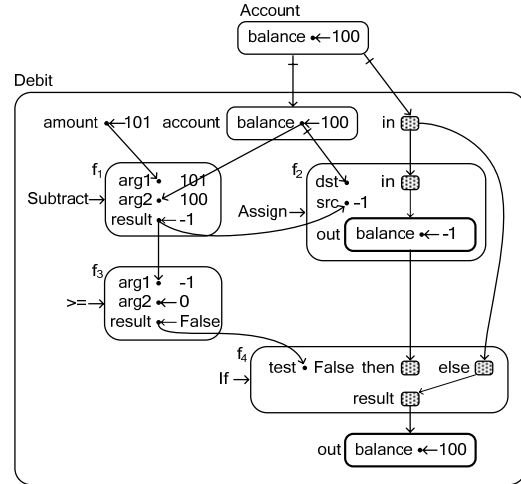 Account
balance 100
Debit
amount 101 account balance 100 in
f1
Subtract arg1 101
arg2 100
result -1
f2
Assign dst in
src -1
out balance -1
f3
>= arg1 -1
arg2 0
result False
f4
If test False then else
result
out balance 100